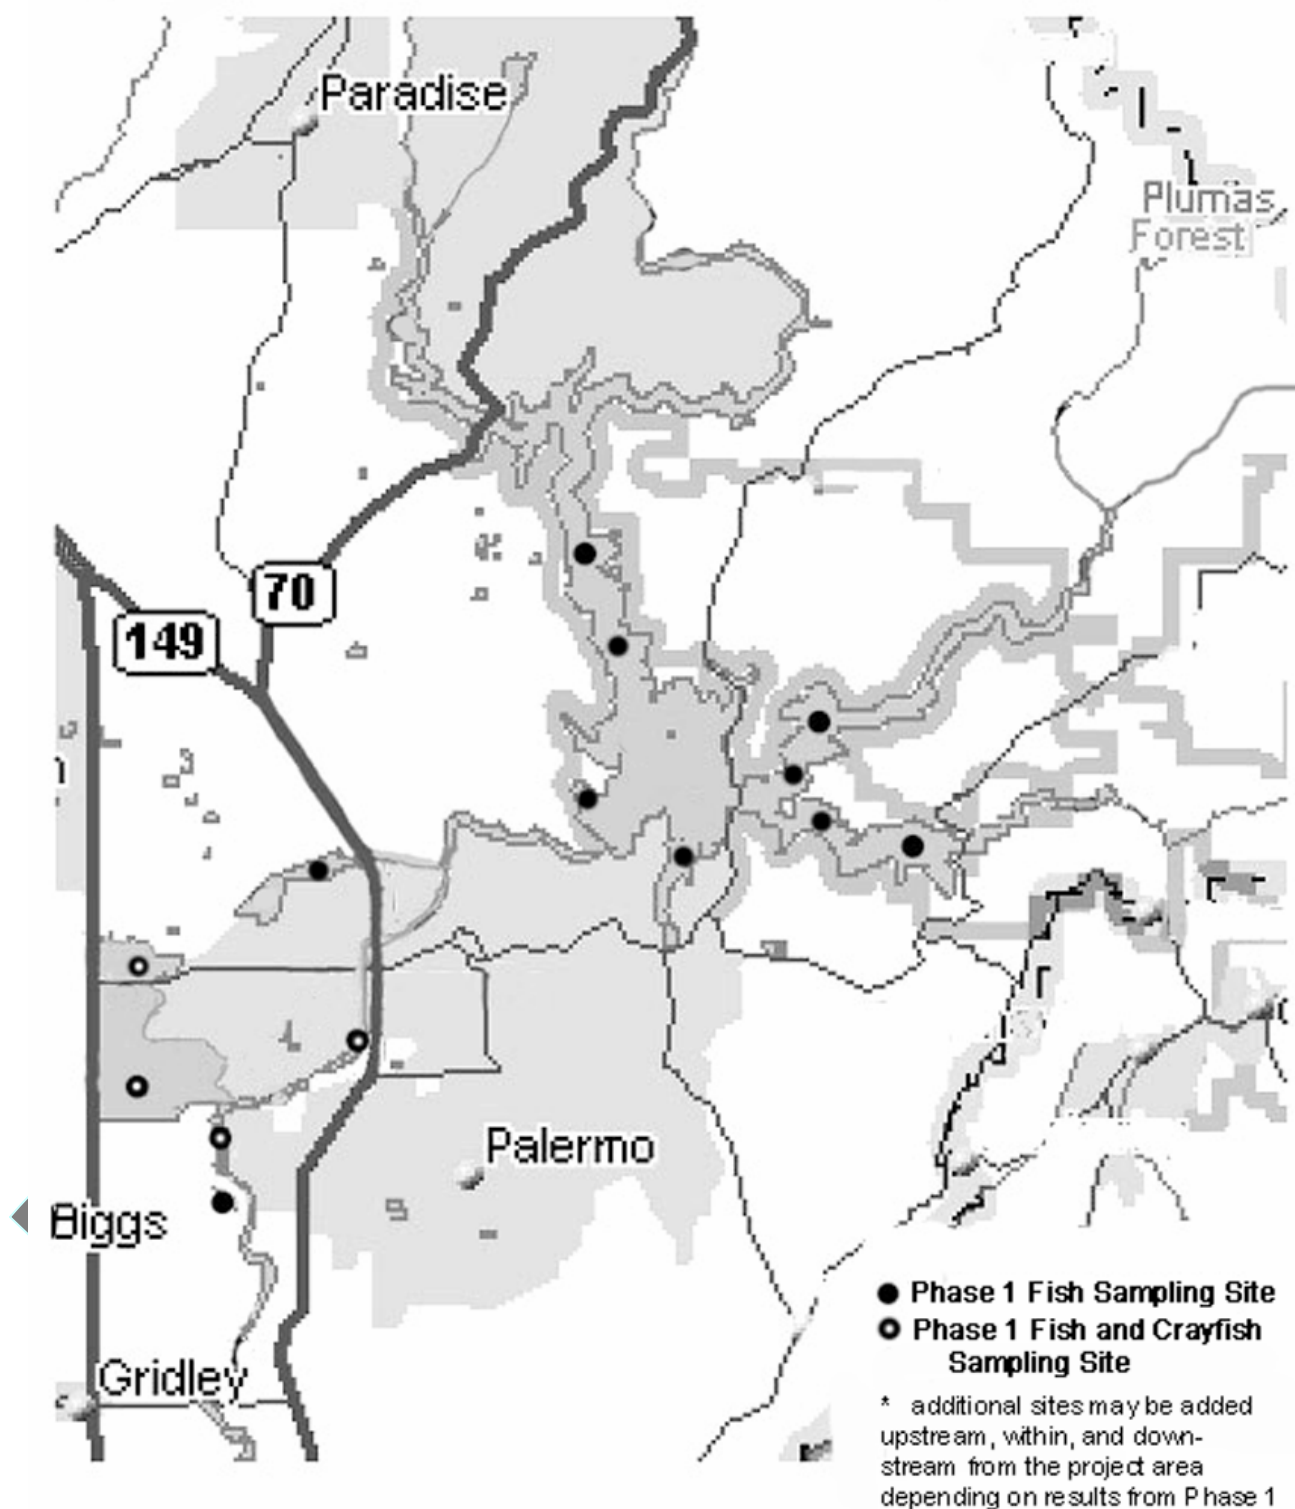 Paradise
Plumas
Forest
70
149
n
Palermo
Biggs
Gridley
Phase 1 Fish Sampling Site
Phase 1 Fish and Crayfish
Sampling Site
* additional sites may be added
upstream, within, and down-
stream from the project area
depending on results from Phase 1